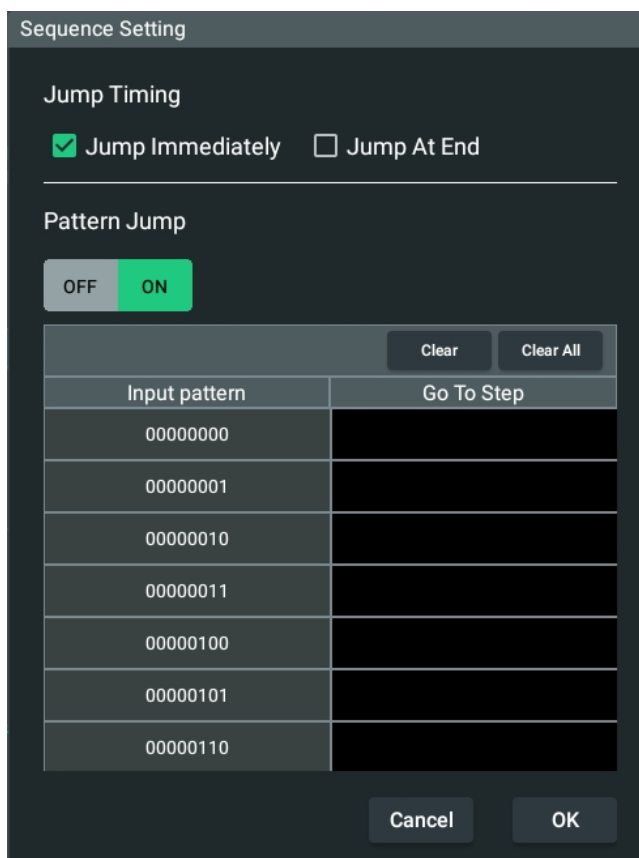 Sequence Setting
Jump Timing
Jump Immediately Jump At End
Pattern Jump
OFF ON
Clear Clear All
Input pattern Go To Step
00000000
00000001
00000010
00000011
00000100
00000101
00000110
Cancel OK